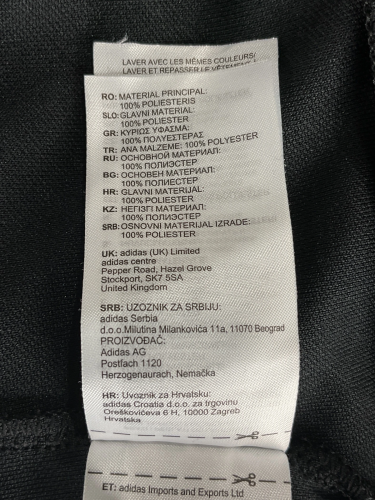 LAVER AVEC LES MÊMES COULEURS/
LAVER ET REPASSER LE VÊTEMENT
RO: MATERIAL PRINCIPAL:
100% POLIESTERIS
SLO: GLAVNI MATERIAL:
100% POLIESTER
GR: ΚΥΡΙΩΣ ΥΦΑΣΜΑ:
100% ΠΟΛΥΕΣΤΕΡΑΣ
TR: ANA MALZEME: 100% POLYESTER
RU: ОСНОВНОЙ МАТЕРИАЛ:
100% ПОЛИЭСТЕР
BG: ОСНОВЕН МАТЕРИАЛ:
100% ПОЛИЕСТЕР
HR: GLAVNI MATERIJAL:
100% POLIESTER
KZ: НЕГІЗГІ МАТЕРИАЛ:
100% ПОЛИЭСТЕР
SRB: OSNOVNI MATERIJAL IZRADE:
100% POLIESTER
UK: adidas (UK) Limited
adidas centre
Pepper Road, Hazel Grove
Stockport, SK7 5SA
United Kingdom
SRB: UZOZNIK ZA SRBIJU:
adidas Serbia
d.o.o.Milutina Milankovića 11a, 11070 Beograd
PROIZVOĐAČ:
Adidas AG
Postfach 1120
Herzogenaurach, Nemačka
HR: Uvoznik za Hrvatsku:
adidas Croatia d.o.o. za trgovinu
Oreškovićeva 6 H, 10000 Zagreb
Hrvatska
ET: adidas Imports and Exports Ltd